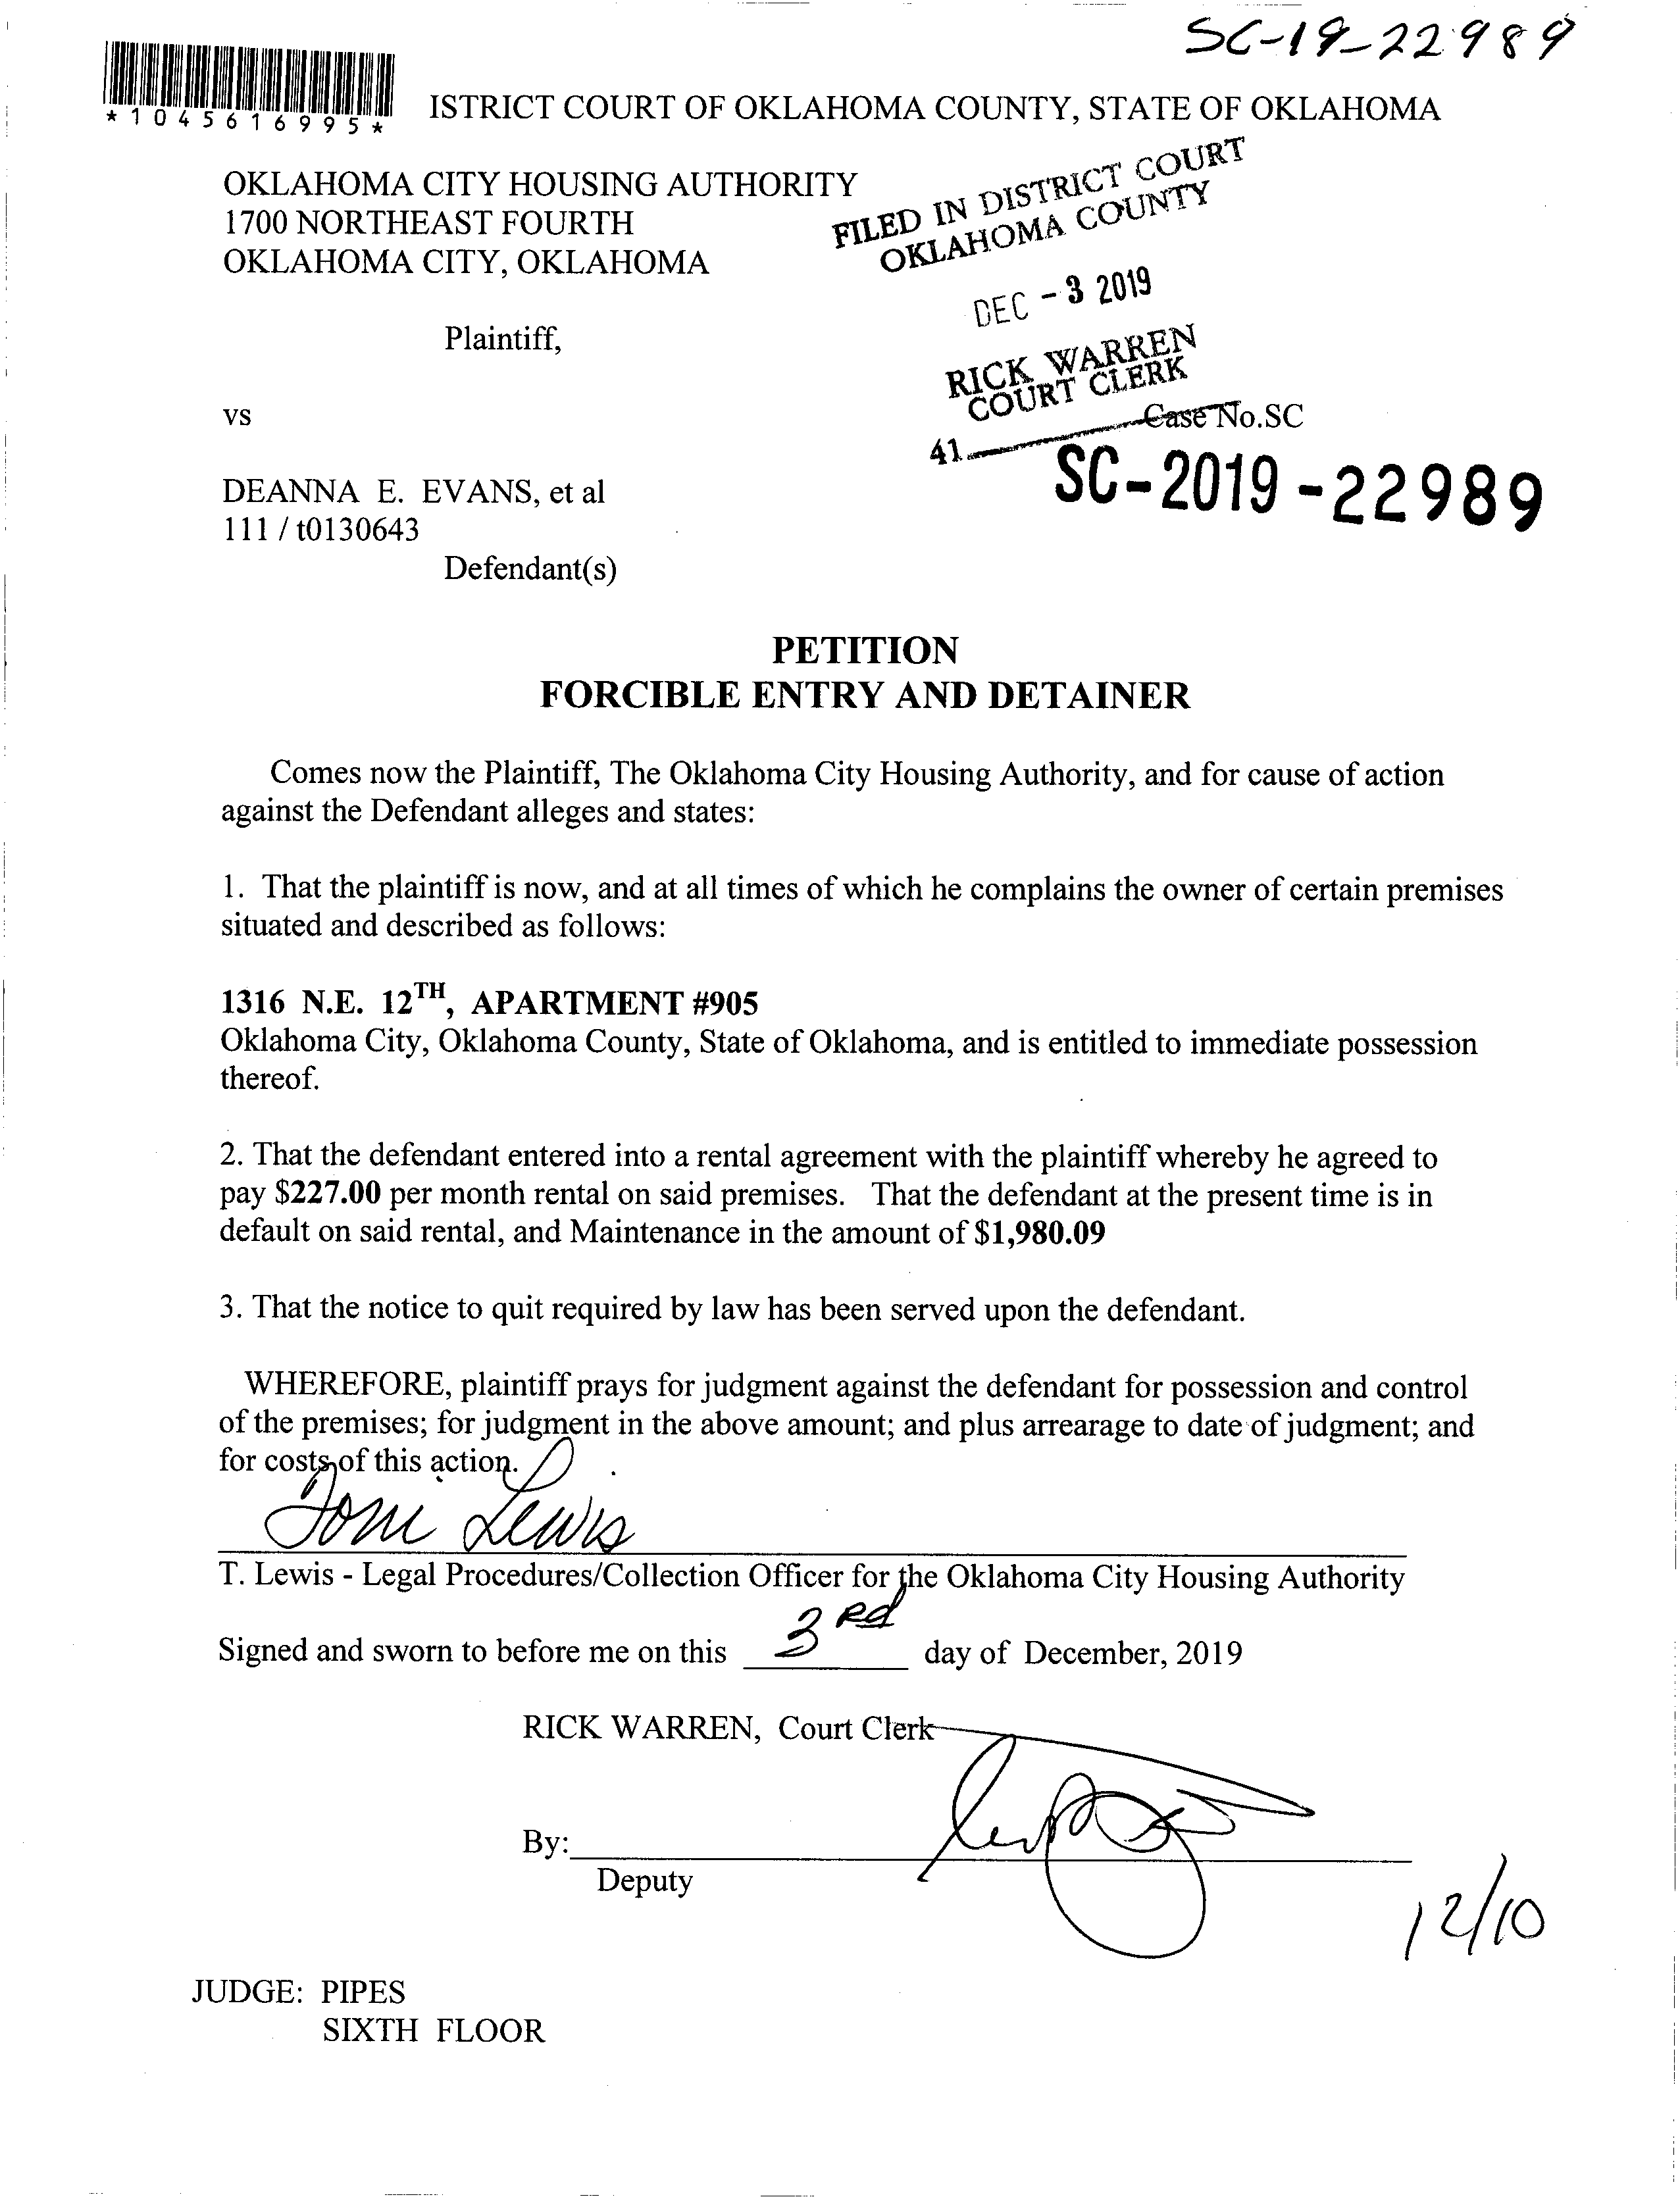 SC-19-22989
*1045616995*
ISTRICT COURT OF OKLAHOMA COUNTY, STATE OF OKLAHOMA
OKLAHOMA CITY HOUSING AUTHORITY
1700 NORTHEAST FOURTH
OKLAHOMA CITY, OKLAHOMA
FILED IN DISTRICT COURT
OKLAHOMA COUNTY
DEC - 3 2019
Plaintiff,
RICK WARREN
COURT CLERK
vs
Case No.SC
41
SC-2019-22989
DEANNA E. EVANS, et al
111 / t0130643
Defendant(s)
PETITION
FORCIBLE ENTRY AND DETAINER
Comes now the Plaintiff, The Oklahoma City Housing Authority, and for cause of action
against the Defendant alleges and states:
1. That the plaintiff is now, and at all times of which he complains the owner of certain premises
situated and described as follows:
1316 N.E. 12TH, APARTMENT #905
Oklahoma City, Oklahoma County, State of Oklahoma, and is entitled to immediate possession
thereof.
2. That the defendant entered into a rental agreement with the plaintiff whereby he agreed to
pay $227.00 per month rental on said premises. That the defendant at the present time is in
default on said rental, and Maintenance in the amount of $1,980.09
3. That the notice to quit required by law has been served upon the defendant.
WHEREFORE, plaintiff prays for judgment against the defendant for possession and control
of the premises; for judgment in the above amount; and plus arrearage to date of judgment; and
for costs of this action.
Toni Lewis
T. Lewis - Legal Procedures/Collection Officer for the Oklahoma City Housing Authority
Signed and sworn to before me on this 3rd day of December, 2019
RICK WARREN, Court Clerk
By:
Deputy
12/10
JUDGE: PIPES
SIXTH FLOOR